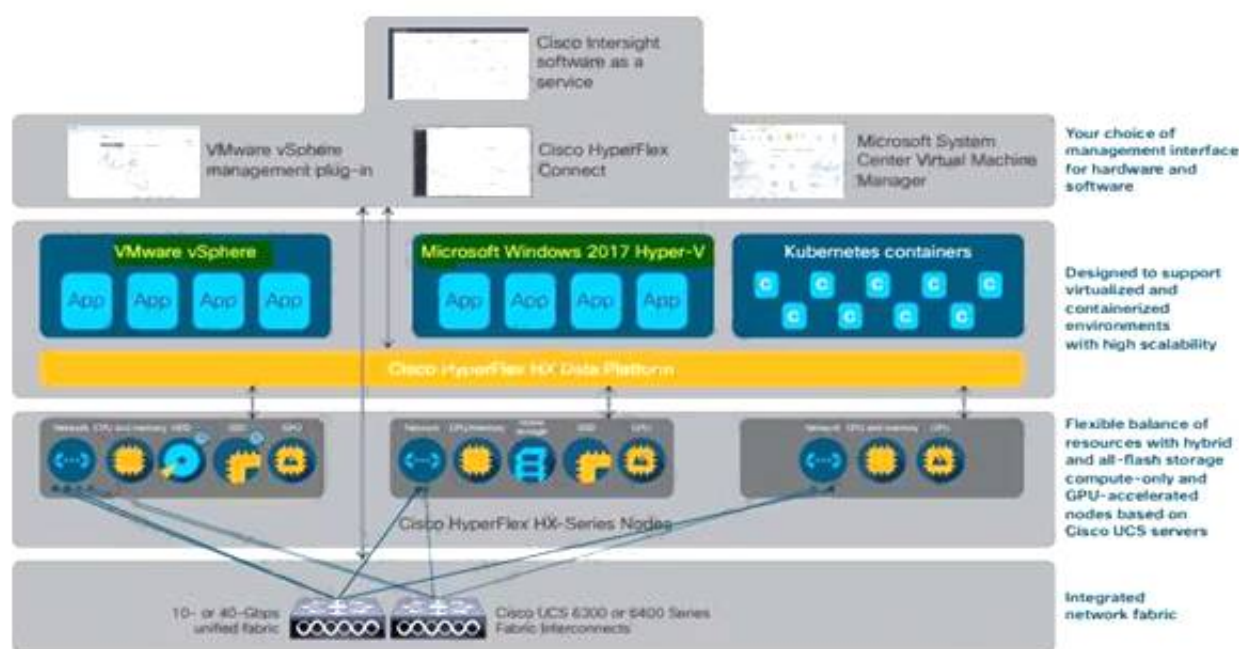 Cisco Intersight
software as a
service
VMware vSphere
management plug-in
Cisco HyperFlex
Connect
Microsoft System
Center Virtual Machine
Manager
Your choice of
management interface
for hardware and
software
VMware vSphere
App App App App
Microsoft Windows 2017 Hyper-V
App App App App
Kubernetes containers
C C C C C
C C C C
Designed to support
virtualized and
containerized
environments
with high scalability
Cisco HyperFlex HX Data Platform
Network CPU and memory HDD SSD GPU
Network CPU/memory SSD GPU
Network CPU and memory GPU
Cisco HyperFlex HX-Series Nodes
Flexible balance of
resources with hybrid
and all-flash storage
compute-only and
GPU-accelerated
nodes based on
Cisco UCS servers
10- or 40-Gbps
unified fabric
Cisco UCS 6300 or 6400 Series
Fabric Interconnects
Integrated
network fabric